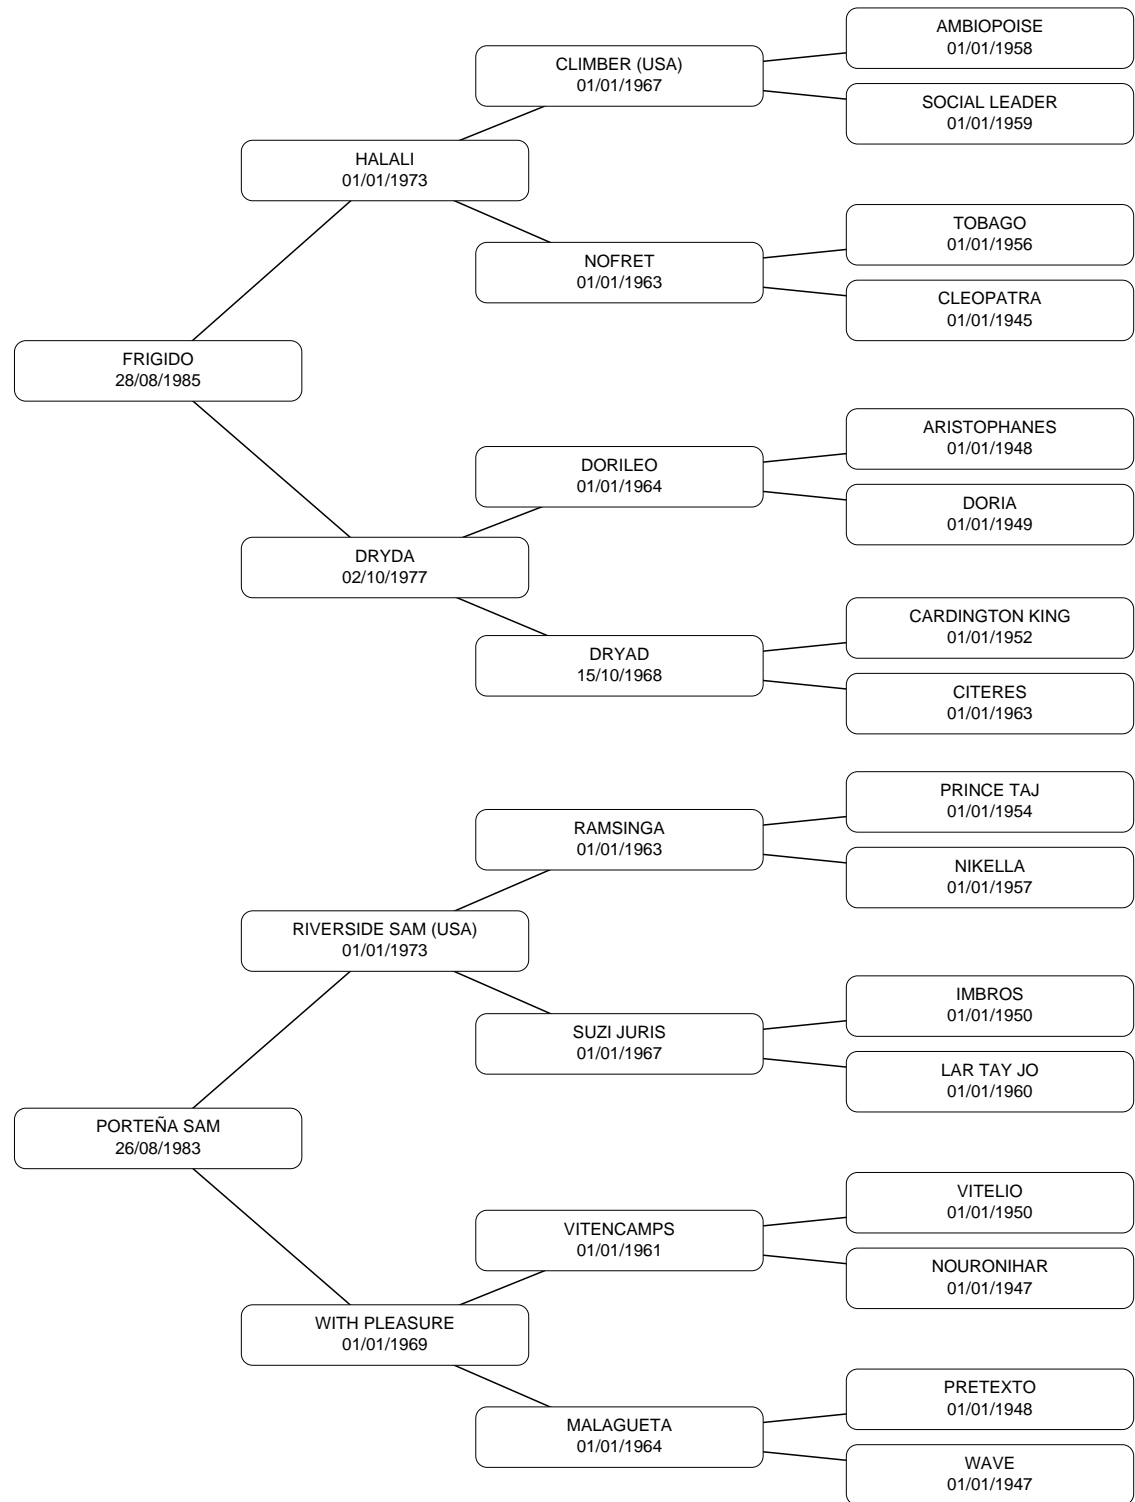 AMBIOPOISE
01/01/1958
CLIMBER (USA)
01/01/1967
SOCIAL LEADER
01/01/1959
HALALI
01/01/1973
TOBAGO
01/01/1956
NOFRET
01/01/1963
CLEOPATRA
01/01/1945
FRIGIDO
28/08/1985
ARISTOPHANES
01/01/1948
DORILEO
01/01/1964
DORIA
01/01/1949
DRYDA
02/10/1977
CARDINGTON KING
01/01/1952
DRYAD
15/10/1968
CITERES
01/01/1963
PRINCE TAJ
01/01/1954
RAMSINGA
01/01/1963
NIKELLA
01/01/1957
RIVERSIDE SAM (USA)
01/01/1973
IMBROS
01/01/1950
SUZI JURIS
01/01/1967
LAR TAY JO
01/01/1960
PORTEÑA SAM
26/08/1983
VITELIO
01/01/1950
VITENCAMPS
01/01/1961
NOURONIHAR
01/01/1947
WITH PLEASURE
01/01/1969
PRETEXTO
01/01/1948
MALAGUETA
01/01/1964
WAVE
01/01/1947